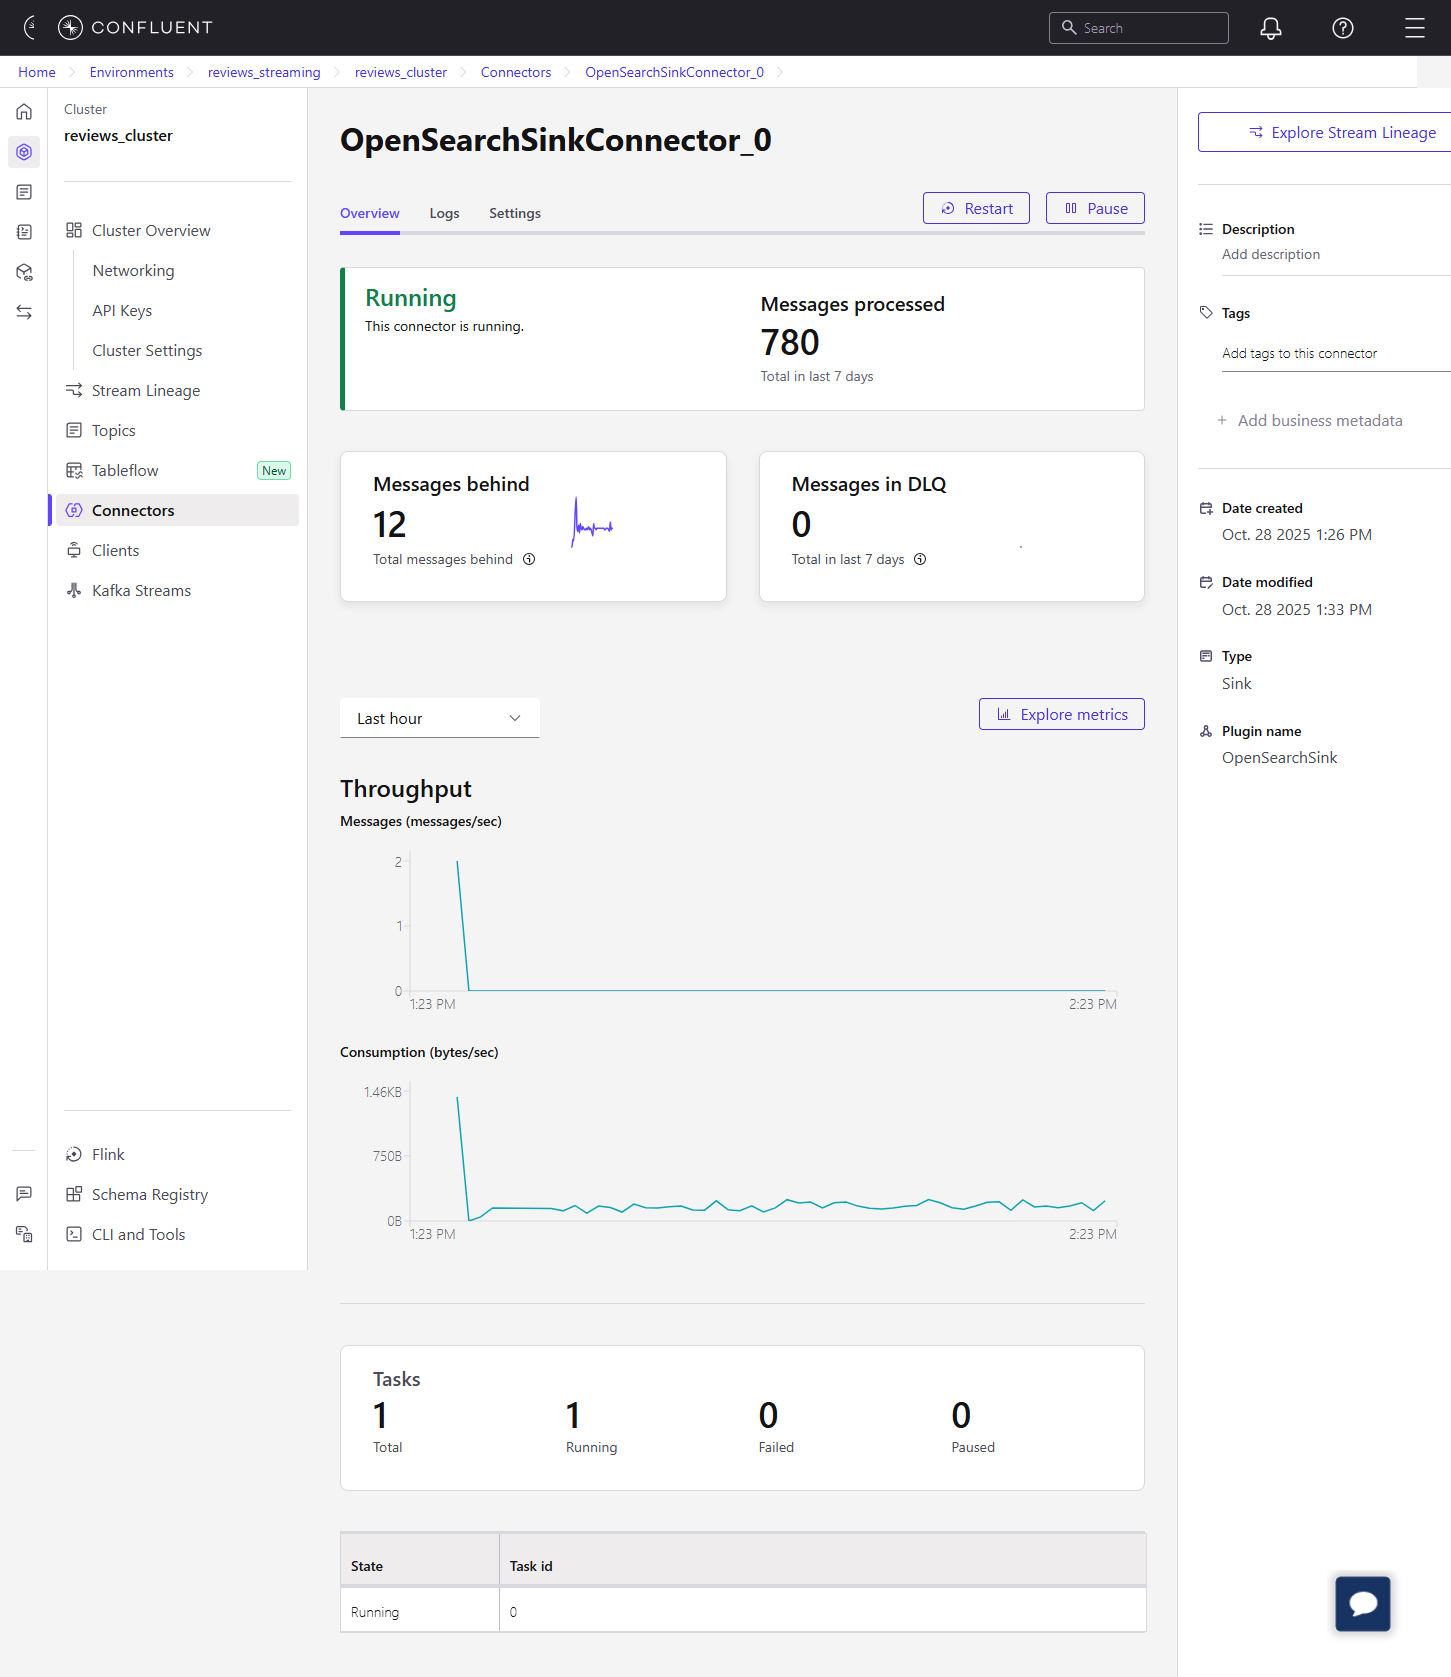 CONFLUENT
Search
Home
Environments
reviews_streaming
reviews_cluster
Connectors
OpenSearchSinkConnector_0
Cluster
reviews_cluster
Cluster Overview
Networking
API Keys
Cluster Settings
Stream Lineage
Topics
Tableflow
New
Connectors
Clients
Kafka Streams
Flink
Schema Registry
CLI and Tools
OpenSearchSinkConnector_0
Overview
Logs
Settings
Restart
Pause
Running
This connector is running.
Messages processed
780
Total in last 7 days
Messages behind
12
Total messages behind
Messages in DLQ
0
Total in last 7 days
Last hour
Explore metrics
Throughput
Messages (messages/sec)
2
1
0
1:23 PM
2:23 PM
Consumption (bytes/sec)
1.46KB
750B
0B
1:23 PM
2:23 PM
Tasks
1
Total
1
Running
0
Failed
0
Paused
State
Task id
Running
0
Explore Stream Lineage
Description
Add description
Tags
Add tags to this connector
+ Add business metadata
Date created
Oct. 28 2025 1:26 PM
Date modified
Oct. 28 2025 1:33 PM
Type
Sink
Plugin name
OpenSearchSink